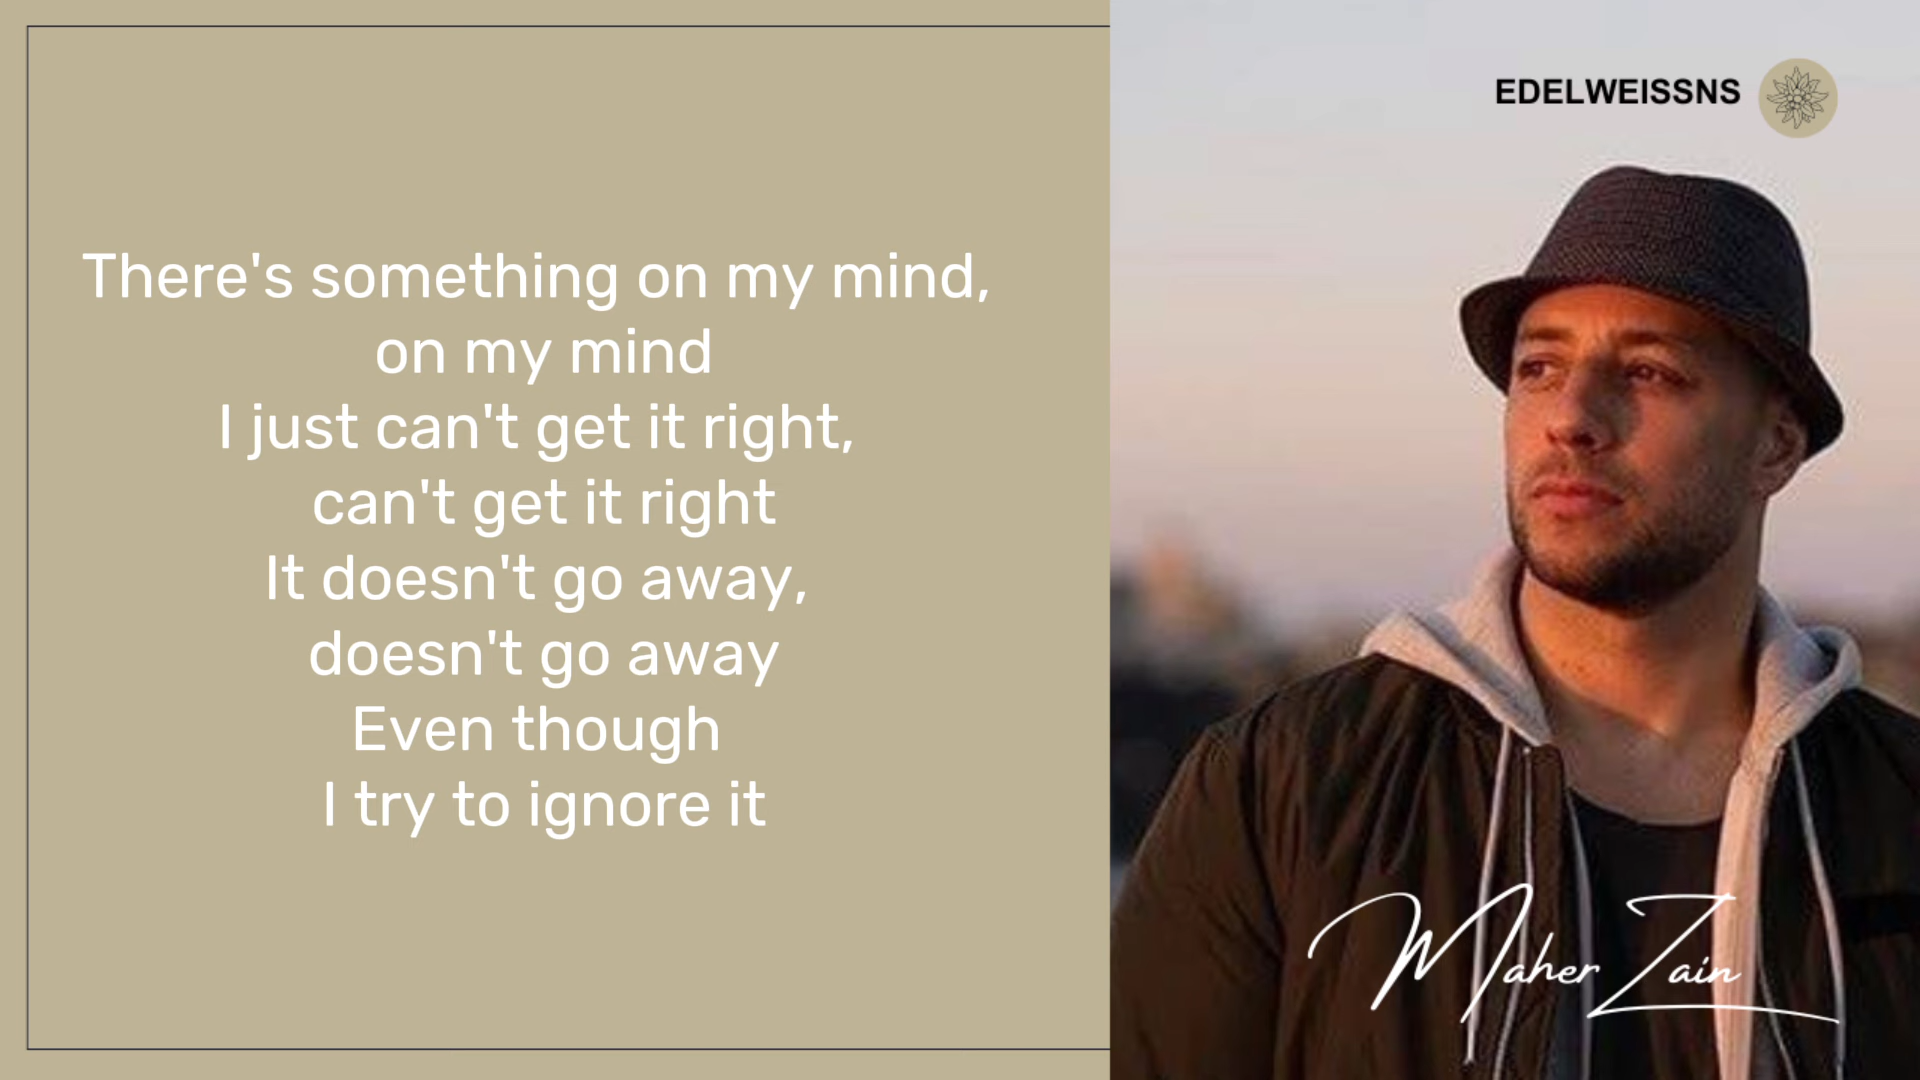 There's something on my mind,
on my mind
I just can't get it right,
can't get it right
It doesn't go away,
doesn't go away
Even though
I try to ignore it
EDELWEISSNS
Maher Zain